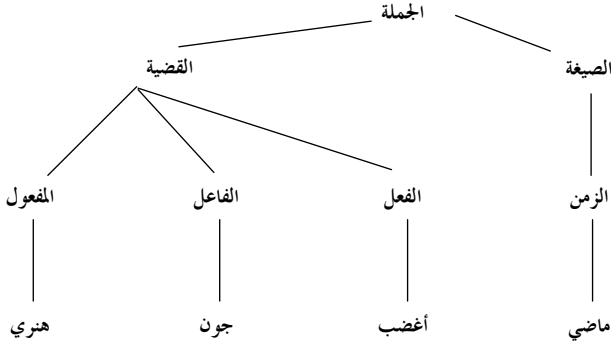 الجملة
الصيغة القضية
الزمن الفعل الفاعل المفعول
ماضي أغضب جون هنري